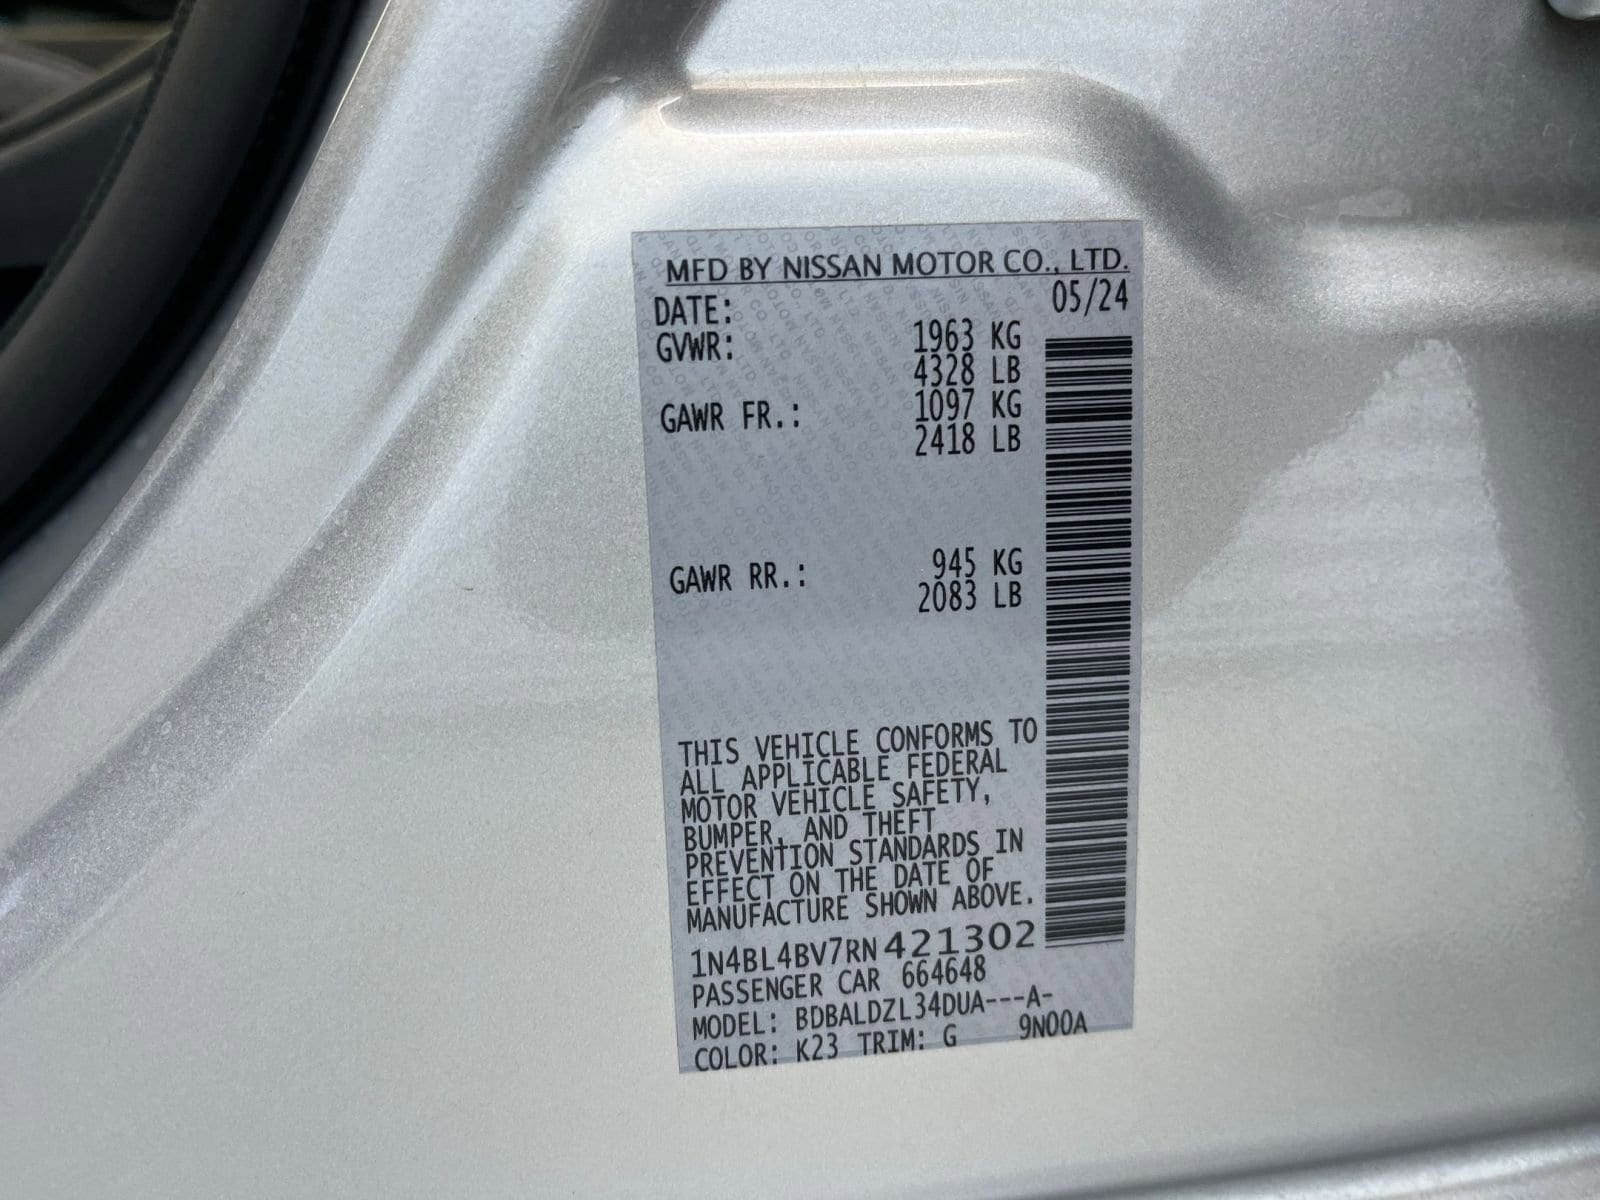 MFD BY NISSAN MOTOR CO., LTD.
DATE: 05/24
GVWR: 1963 KG
4328 LB
GAWR FR.: 1097 KG
2418 LB
GAWR RR.: 945 KG
2083 LB
THIS VEHICLE CONFORMS TO
ALL APPLICABLE FEDERAL
MOTOR VEHICLE SAFETY,
BUMPER, AND THEFT
PREVENTION STANDARDS IN
EFFECT ON THE DATE OF
MANUFACTURE SHOWN ABOVE.
1N4BL4BV7RN421302
PASSENGER CAR 664648
MODEL: BDBALDZL34DUA---A-
COLOR: K23 TRIM: G 9N00A